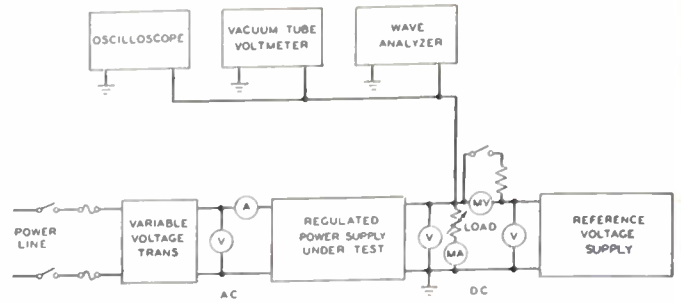 OSCILLOSCOPE
VACUUM TUBE
VOLTMETER
WAVE
ANALYZER
POWER
LINE
VARIABLE
VOLTAGE
TRANS
A
V
REGULATED
POWER SUPPLY
UNDER TEST
V
LOAD
MA
MV
V
REFERENCE
VOLTAGE
SUPPLY
AC
DC